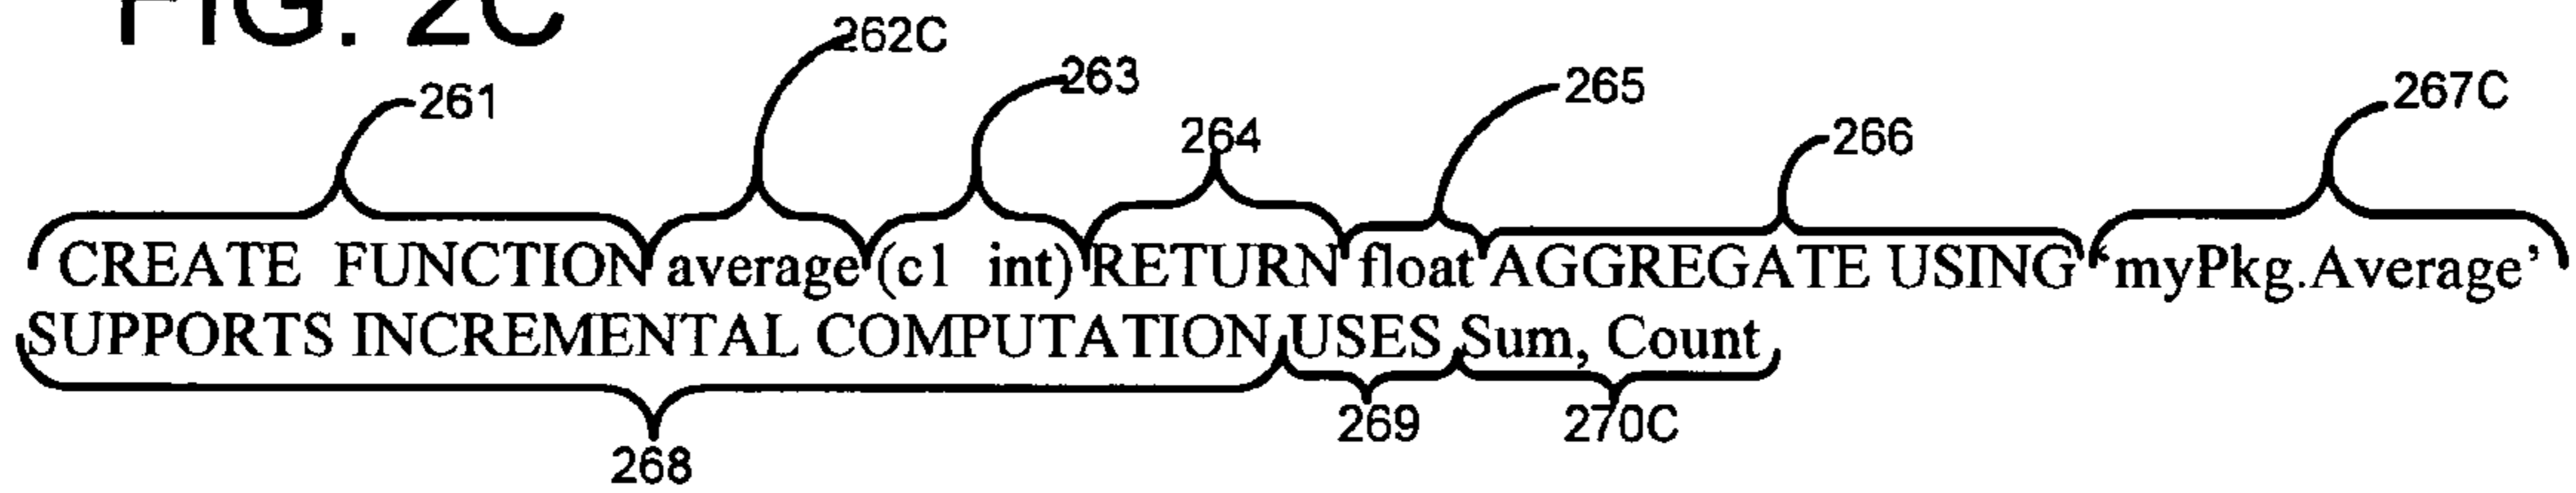 FIG. 2C
262C
263
265
267C
261
264
266
CREATE FUNCTION average (c1 int) RETURN float AGGREGATE USING ‘myPkg.Average’
SUPPORTS INCREMENTAL COMPUTATION USES Sum, Count
269 270C
268